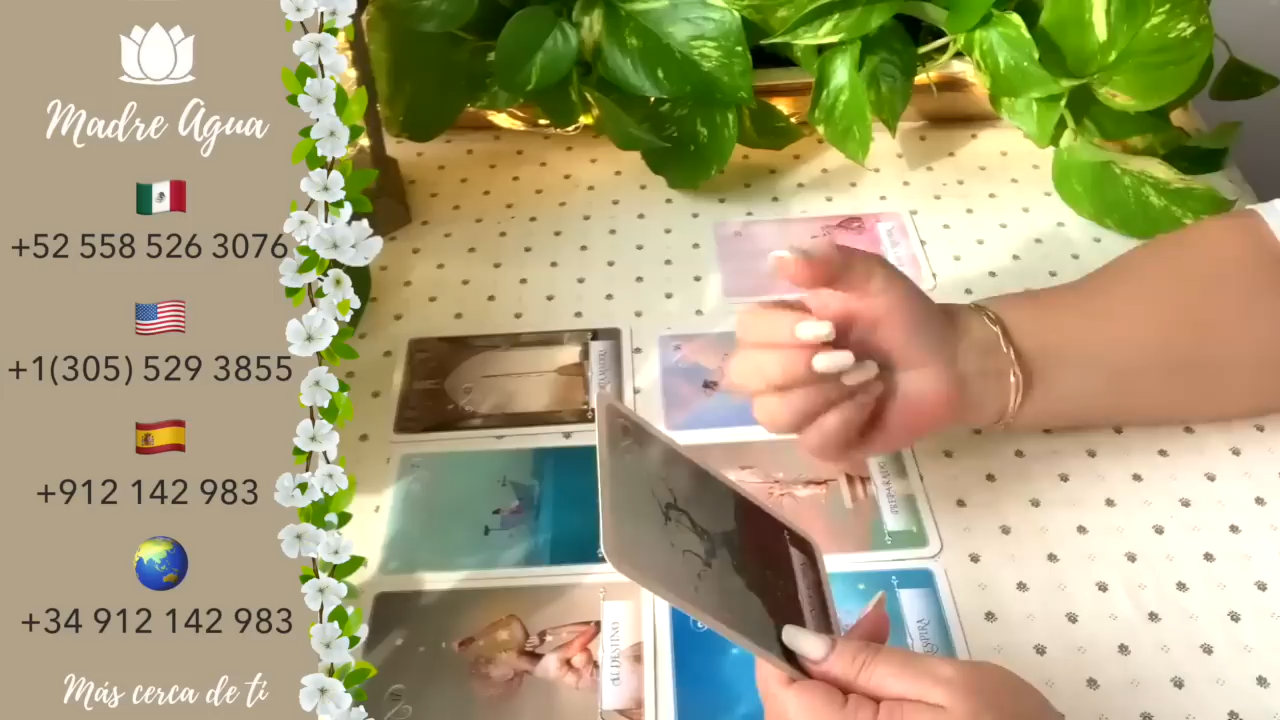 Madre Agua
+52 558 526 3076
+1(305) 529 3855
+912 142 983
+34 912 142 983
Más cerca de ti
AL DESTINO